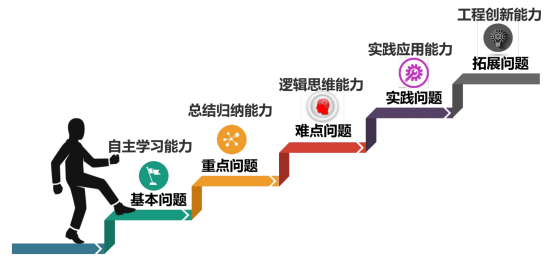 自主学习能力
基本问题
总结归纳能力
重点问题
逻辑思维能力
难点问题
实践应用能力
实践问题
工程创新能力
拓展问题